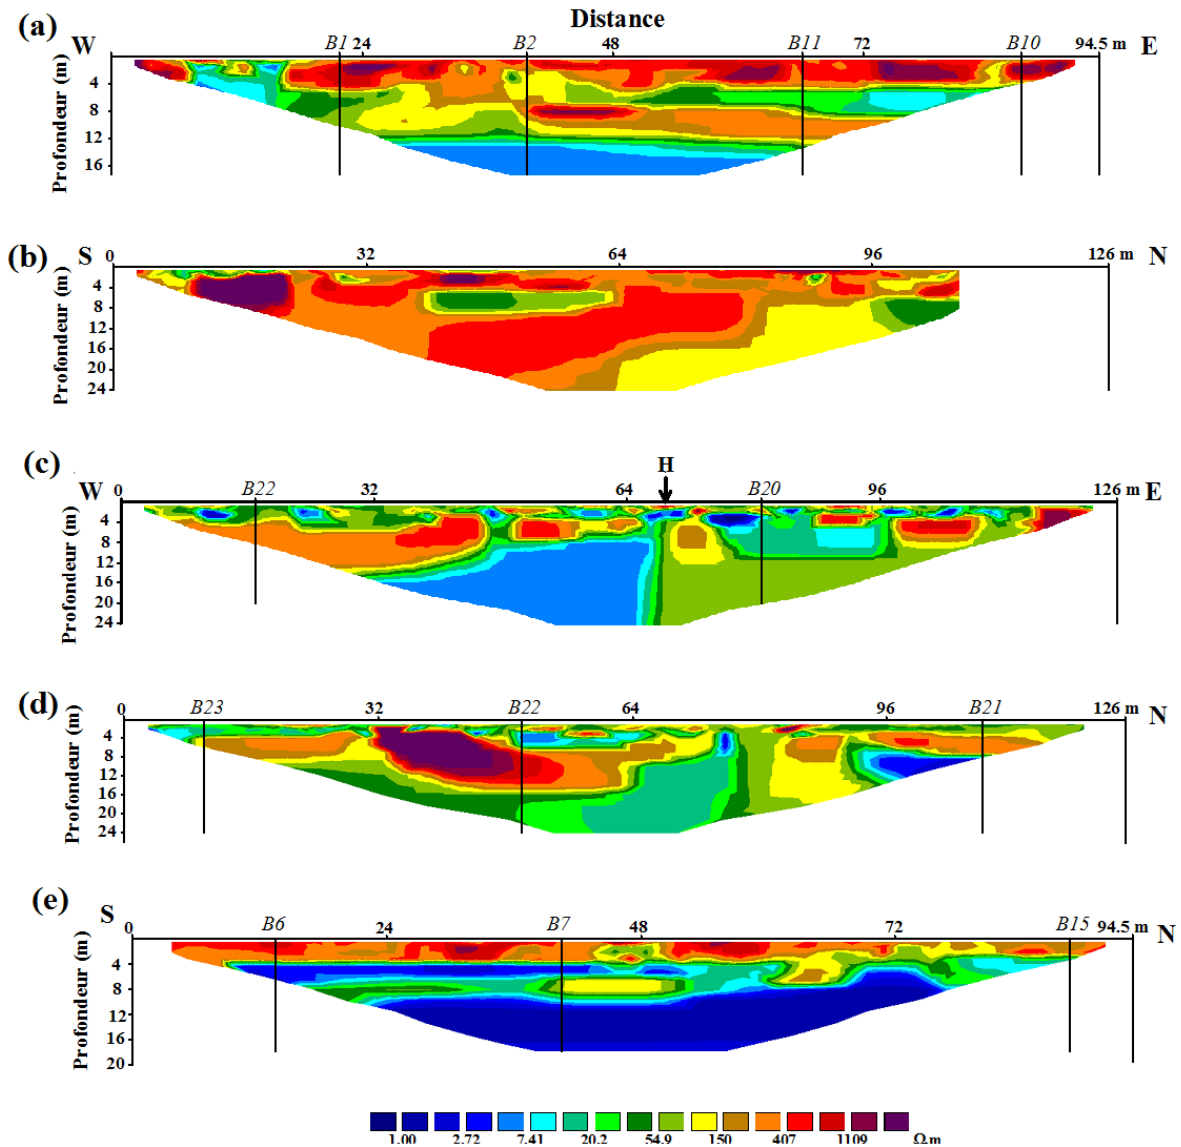 (a)
Distance
W
B1 24
B2
48
B11
72
B10
94.5 m
E
Profondeur (m)
4
8
12
16
(b)
S
0
32
64
96
126 m
N
Profondeur (m)
4
8
12
16
20
24
(c)
H
W
0
B22
32
64
B20
96
126 m
E
Profondeur (m)
4
8
12
16
20
24
(d)
0
B23
32
B22
64
96
B21
126 m
N
Profondeur (m)
4
8
12
16
20
24
(e)
S
0
B6
24
B7
48
72
B15
94.5 m
N
Profondeur (m)
4
8
12
16
20
1.00 2.72 7.41 20.2 54.9 150 407 1109 Ω.m